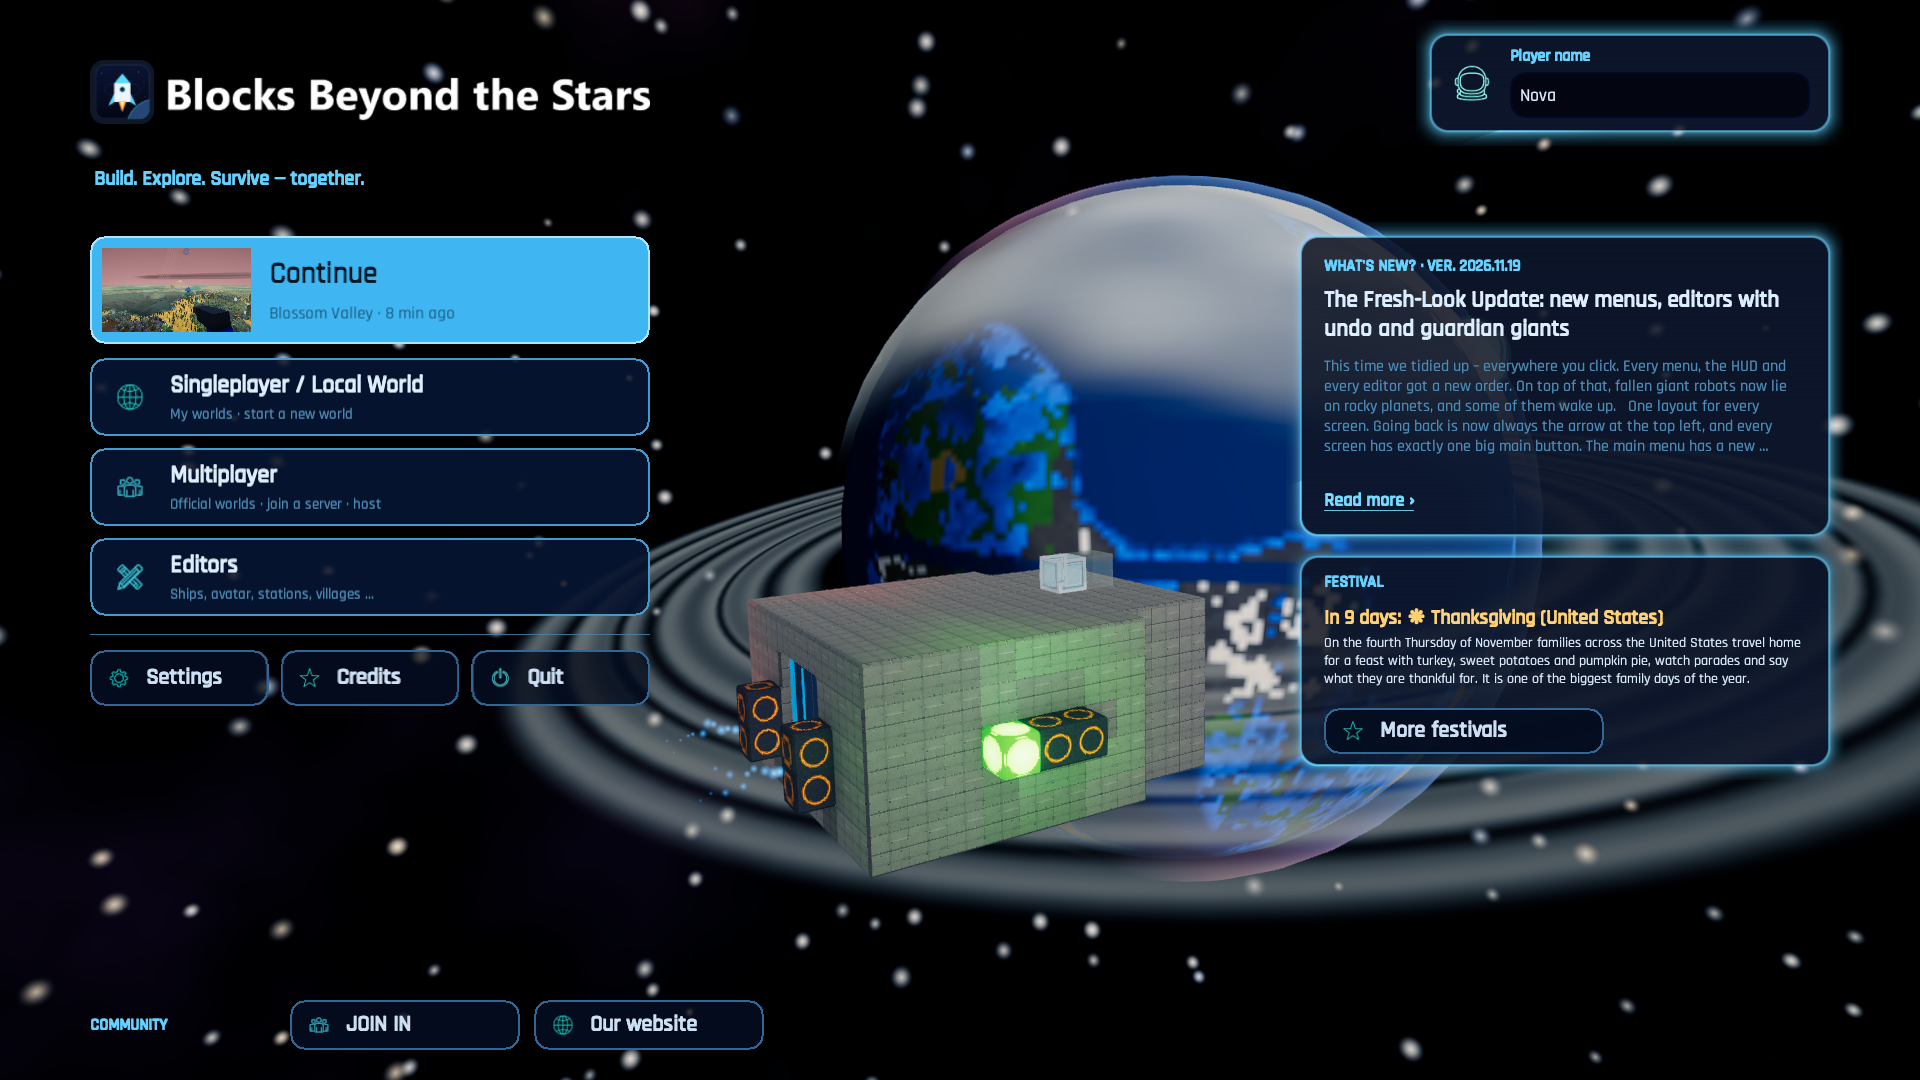 Blocks Beyond the Stars
Build. Explore. Survive – together.
Continue
Blossom Valley · 8 min ago
Singleplayer / Local World
My worlds · start a new world
Multiplayer
Official worlds · join a server · host
Editors
Ships, avatar, stations, villages ...
Settings
Credits
Quit
COMMUNITY
JOIN IN
Our website
Player name
Nova
WHAT'S NEW? · VER. 2026.11.19
The Fresh-Look Update: new menus, editors with
undo and guardian giants
This time we tidied up – everywhere you click. Every menu, the HUD and
every editor got a new order. On top of that, fallen giant robots now lie
on rocky planets, and some of them wake up. One layout for every
screen. Going back is now always the arrow at the top left, and every
screen has exactly one big main button. The main menu has a new ...
Read more ›
FESTIVAL
In 9 days: ✽ Thanksgiving (United States)
On the fourth Thursday of November families across the United States travel home
for a feast with turkey, sweet potatoes and pumpkin pie, watch parades and say
what they are thankful for. It is one of the biggest family days of the year.
More festivals